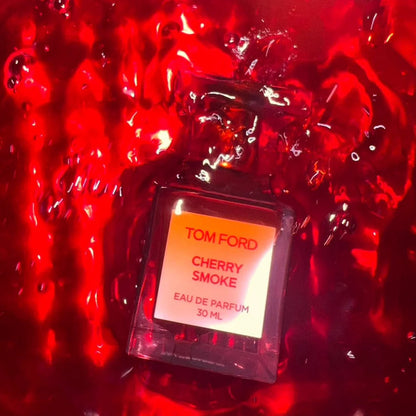 TOM FORD
CHERRY
SMOKE
EAU DE PARFUM
30 ML